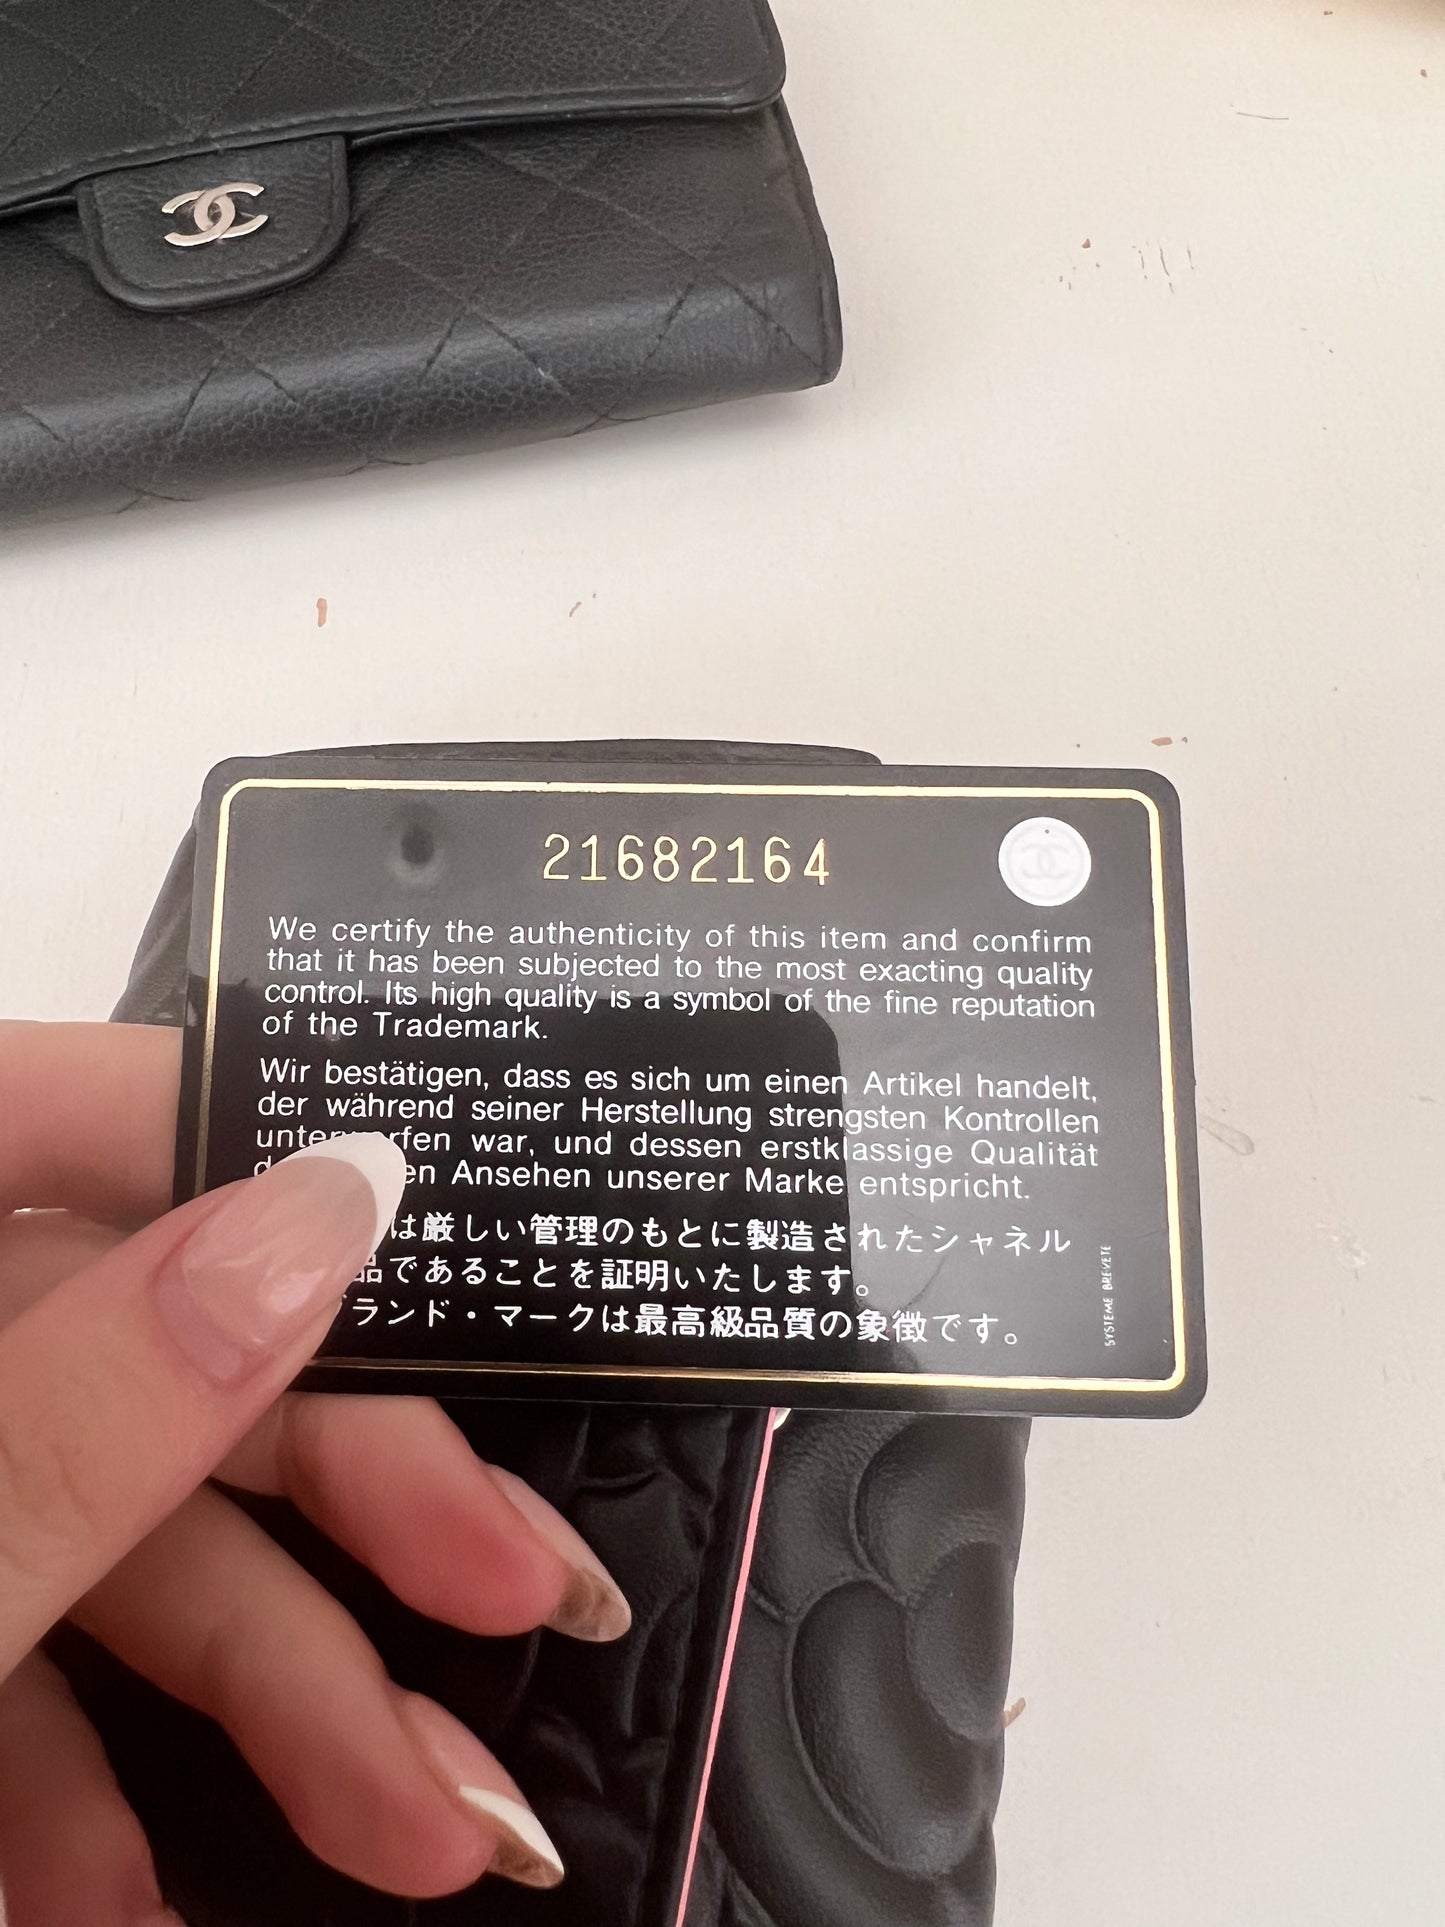 21682164
We certify the authenticity of this item and confirm
that it has been subjected to the most exacting quality
control. Its high quality is a symbol of the fine reputation
of the Trademark.
Wir bestätigen, dass es sich um einen Artikel handelt,
der während seiner Herstellung strengsten Kontrollen
war, und dessen erstklassige Qualität
Ansehen unserer Marke entspricht.
は厳しい管理のもとに製造されたシャネル
品であることを証明いたします。
ランド・マークは最高級品質の象徴です。
SYSTEME BREVETE